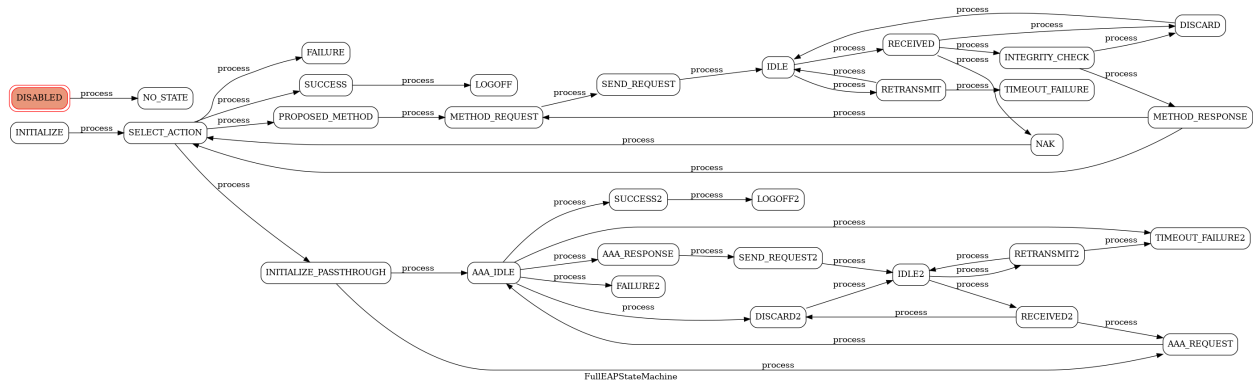 DISABLED
process
NO_STATE
INITIALIZE
process
SELECT_ACTION
process
FAILURE
process
SUCCESS
process
LOGOFF
process
PROPOSED_METHOD
process
METHOD_REQUEST
process
SEND_REQUEST
process
IDLE
process
RECEIVED
process
process
RETRANSMIT
process
TIMEOUT_FAILURE
process
INTEGRITY_CHECK
process
process
DISCARD
process
process
METHOD_RESPONSE
process
process
NAK
process
process
process
INITIALIZE_PASSTHROUGH
process
AAA_IDLE
process
SUCCESS2
process
LOGOFF2
process
TIMEOUT_FAILURE2
process
AAA_RESPONSE
process
SEND_REQUEST2
process
IDLE2
process
FAILURE2
process
DISCARD2
process
process
process
RETRANSMIT2
process
process
RECEIVED2
process
process
AAA_REQUEST
process
process
FullEAPStateMachine